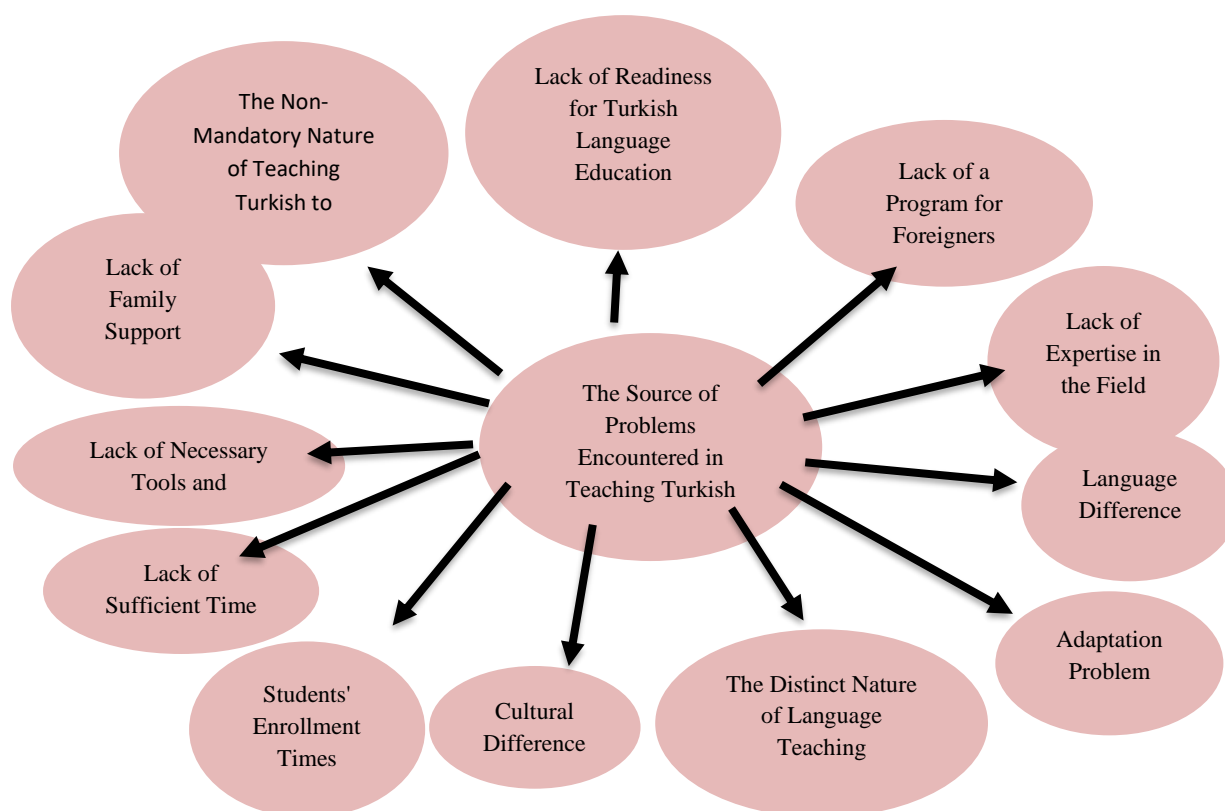 The Non-
Mandatory Nature
of Teaching
Turkish to
Lack of Readiness
for Turkish
Language
Education
Lack of a
Program for
Foreigners
Lack of
Family
Support
Lack of
Expertise in
the Field
The Source of
Problems
Encountered in
Teaching Turkish
Lack of Necessary
Tools and
Language
Difference
Lack of
Sufficient Time
Adaptation
Problem
Students'
Enrollment
Times
Cultural
Difference
The Distinct Nature
of Language
Teaching